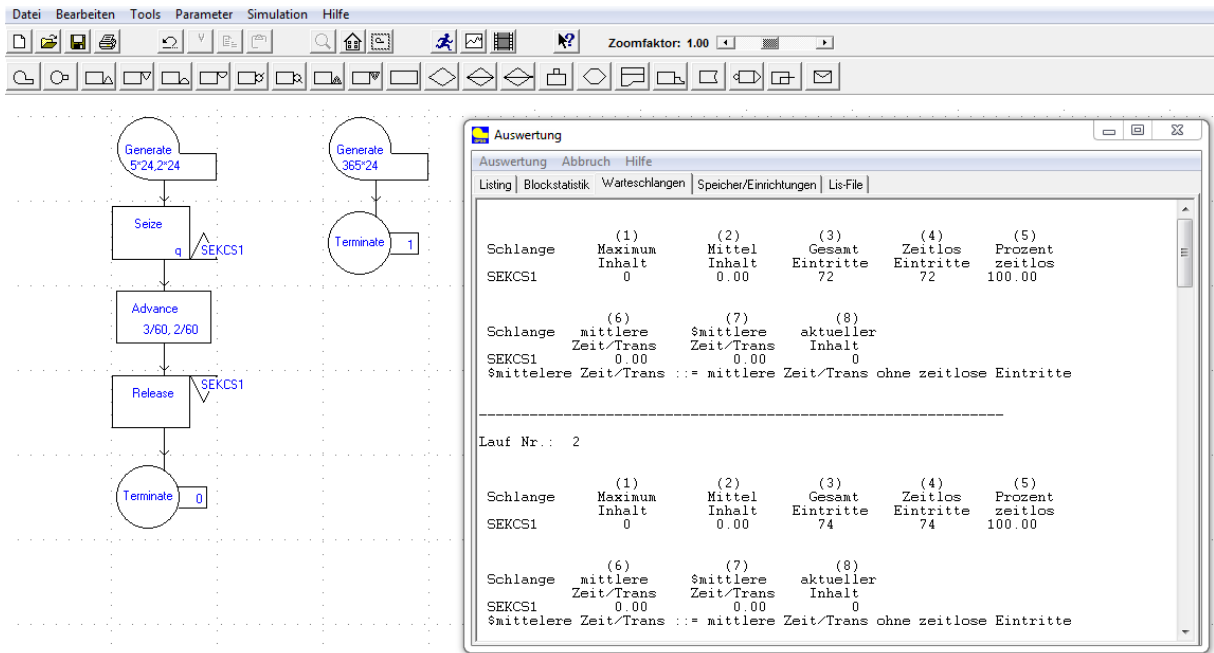 Datei Bearbeiten Tools Parameter Simulation Hilfe
Zoomfaktor: 1.00
Generate
5*24,2*24
Seize
q
SEKCS1
Advance
3/60, 2/60
Release
SEKCS1
Terminate
0
Generate
365*24
Terminate
1
Auswertung
Auswertung Abbruch Hilfe
Listing Blockstatistik Warteschlangen Speicher/Einrichtungen Lis-File
(1) (2) (3) (4) (5)
Schlange Maximum Mittel Gesamt Zeitlos Prozent
Inhalt Inhalt Eintritte Eintritte zeitlos
SEKCS1 0 0.00 72 72 100.00
(6) (7) (8)
Schlange mittlere $mittlere aktueller
Zeit/Trans Zeit/Trans Inhalt
SEKCS1 0.00 0.00 0
$mittelere Zeit/Trans ::= mittlere Zeit/Trans ohne zeitlose Eintritte
Lauf Nr.: 2
(1) (2) (3) (4) (5)
Schlange Maximum Mittel Gesamt Zeitlos Prozent
Inhalt Inhalt Eintritte Eintritte zeitlos
SEKCS1 0 0.00 74 74 100.00
(6) (7) (8)
Schlange mittlere $mittlere aktueller
Zeit/Trans Zeit/Trans Inhalt
SEKCS1 0.00 0.00 0
$mittelere Zeit/Trans ::= mittlere Zeit/Trans ohne zeitlose Eintritte